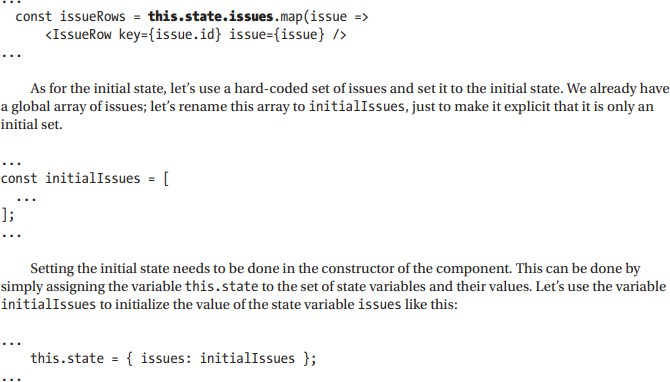 ...
const issueRows = this.state.issues.map(issue =>
<IssueRow key={issue.id} issue={issue} />
...
As for the initial state, let’s use a hard-coded set of issues and set it to the initial state. We already have
a global array of issues; let’s rename this array to initialIssues, just to make it explicit that it is only an
initial set.
...
const initialIssues = [
...
];
...
Setting the initial state needs to be done in the constructor of the component. This can be done by
simply assigning the variable this.state to the set of state variables and their values. Let’s use the variable
initialIssues to initialize the value of the state variable issues like this:
...
this.state = { issues: initialIssues };
...